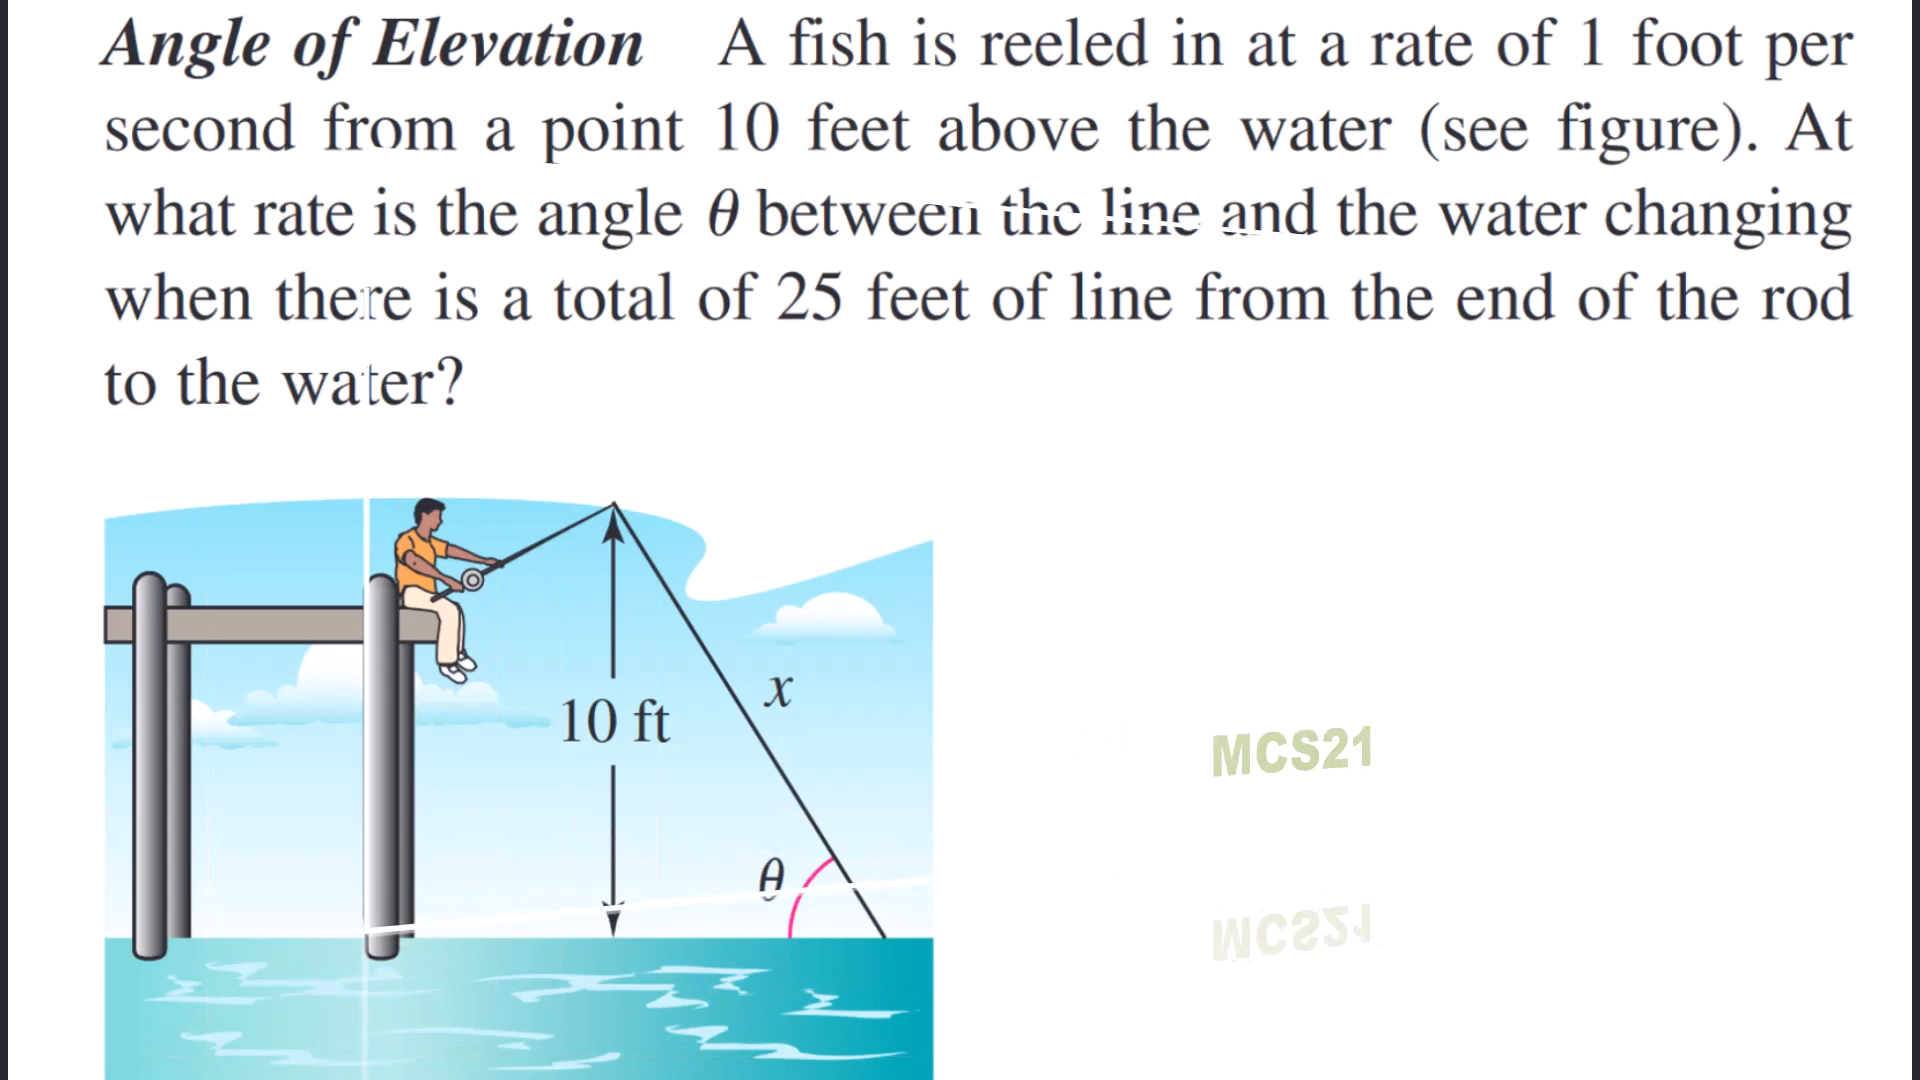 Angle of Elevation A fish is reeled in at a rate of 1 foot per
second from a point 10 feet above the water (see figure). At
what rate is the angle θ between the line and the water changing
when there is a total of 25 feet of line from the end of the rod
to the water?
x
10 ft
MCS21
θ
MCS21